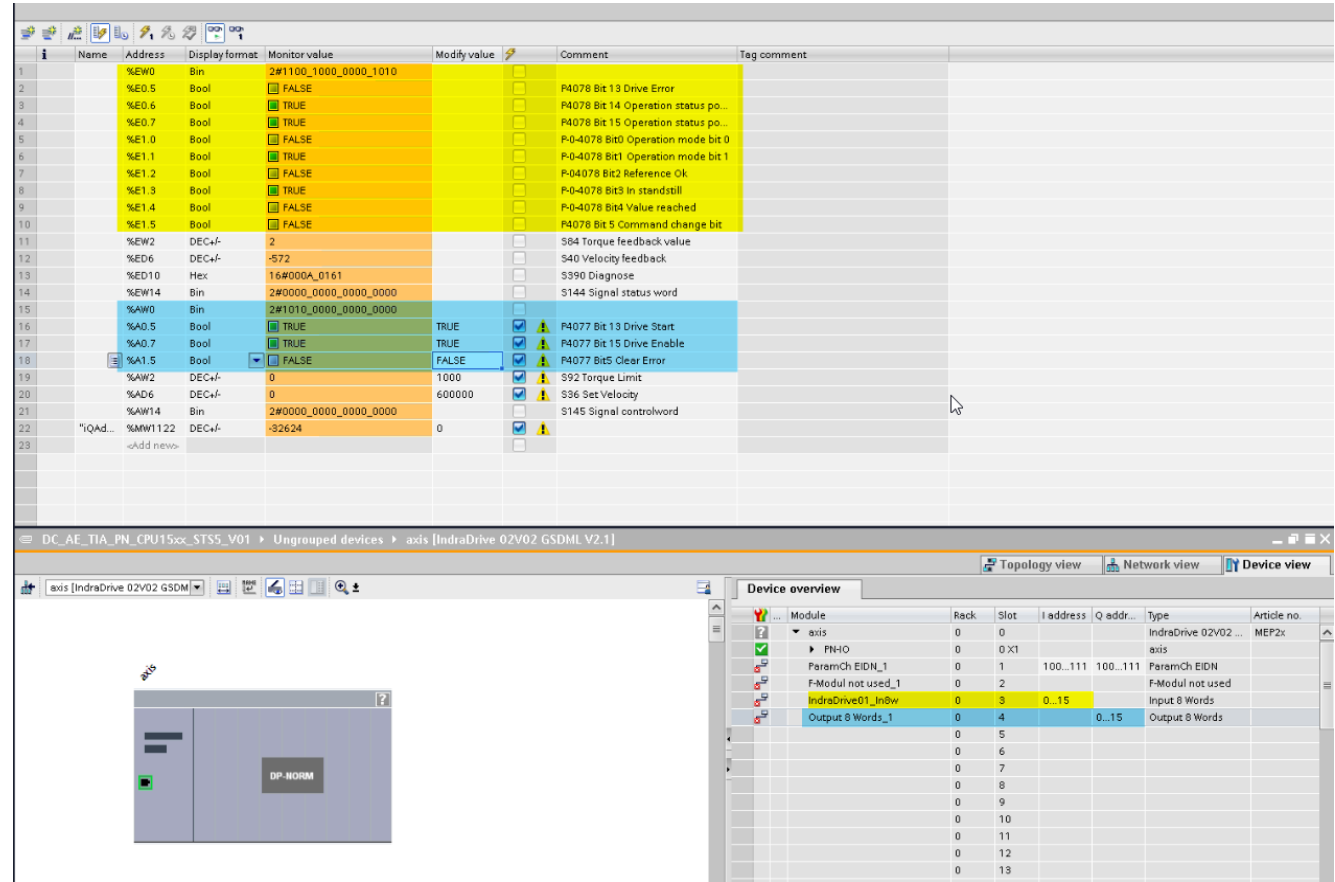 i Name Address Display format Monitor value Modify value Comment Tag comment
1 %EW0 Bin 2#1100_1000_0000_1010
2 %E0.5 Bool FALSE P4078 Bit 13 Drive Error
3 %E0.6 Bool TRUE P4078 Bit 14 Operation status po...
4 %E0.7 Bool TRUE P4078 Bit 15 Operation status po...
5 %E1.0 Bool FALSE P-0-4078 Bit0 Operation mode bit 0
6 %E1.1 Bool TRUE P-0-4078 Bit1 Operation mode bit 1
7 %E1.2 Bool FALSE P-04078 Bit2 Reference Ok
8 %E1.3 Bool TRUE P-0-4078 Bit3 In standstill
9 %E1.4 Bool FALSE P-0-4078 Bit4 Value reached
10 %E1.5 Bool FALSE P4078 Bit 5 Command change bit
11 %EW2 DEC+/- 2 S84 Torque feedback value
12 %ED6 DEC+/- -572 S40 Velocity feedback
13 %ED10 Hex 16#000A_0161 S390 Diagnose
14 %EW14 Bin 2#0000_0000_0000_0000 S144 Signal status word
15 %AW0 Bin 2#1010_0000_0000_0000
16 %A0.5 Bool TRUE TRUE P4077 Bit 13 Drive Start
17 %A0.7 Bool TRUE TRUE P4077 Bit 15 Drive Enable
18 %A1.5 Bool FALSE FALSE P4077 Bit5 Clear Error
19 %AW2 DEC+/- 0 1000 S92 Torque Limit
20 %AD6 DEC+/- 0 600000 S36 Set Velocity
21 %AW14 Bin 2#0000_0000_0000_0000 S145 Signal controlword
22 "iQAd... %MW1122 DEC+/- -32624 0
23 <Add new>
DC_AE_TIA_PN_CPU15xx_STS5_V01 Ungrouped devices axis [IndraDrive 02V02 GSDML V2.1]
Topology view Network view Device view
axis [IndraDrive 02V02 GSDM
Device overview
... Module Rack Slot I address Q addr... Type Article no.
axis 0 0 IndraDrive 02V02 ... MEP2x
PN-IO 0 0 X1 axis
ParamCh EIDN_1 0 1 100...111 100...111 ParamCh EIDN
F-Modul not used_1 0 2 F-Modul not used
IndraDrive01_In8w 0 3 0...15 Input 8 Words
Output 8 Words_1 0 4 0...15 Output 8 Words
0 5
0 6
0 7
0 8
0 9
0 10
0 11
0 12
0 13
axis
DP-NORM